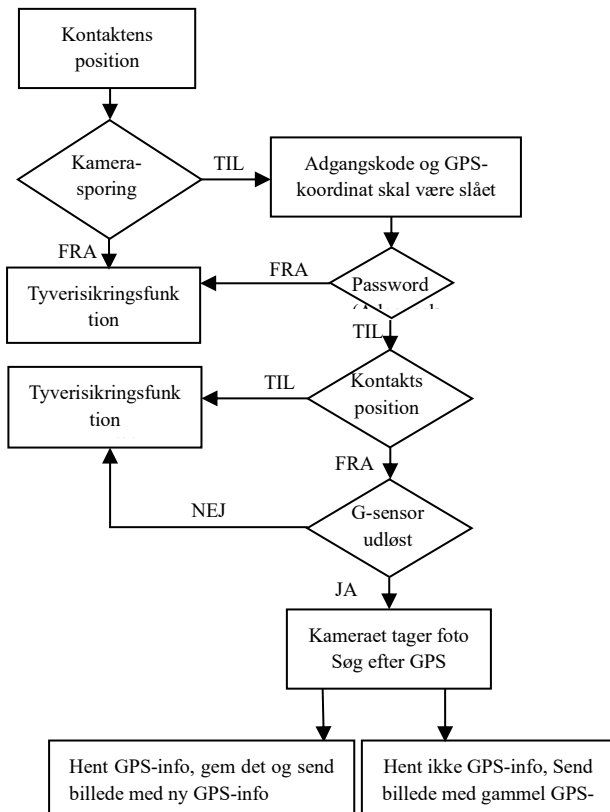 Kontaktens
position
Kamera-
sporing
TIL
Adgangskode og GPS-
koordinat skal være slået
FRA
Tyverisikringsfunk
tion
FRA
Password
TIL
Tyverisikringsfunk
tion
TIL
Kontakts
position
FRA
NEJ
G-sensor
udløst
JA
Kameraet tager foto
Søg efter GPS
Hent GPS-info, gem det og send
billede med ny GPS-info
Hent ikke GPS-info, Send
billede med gammel GPS-